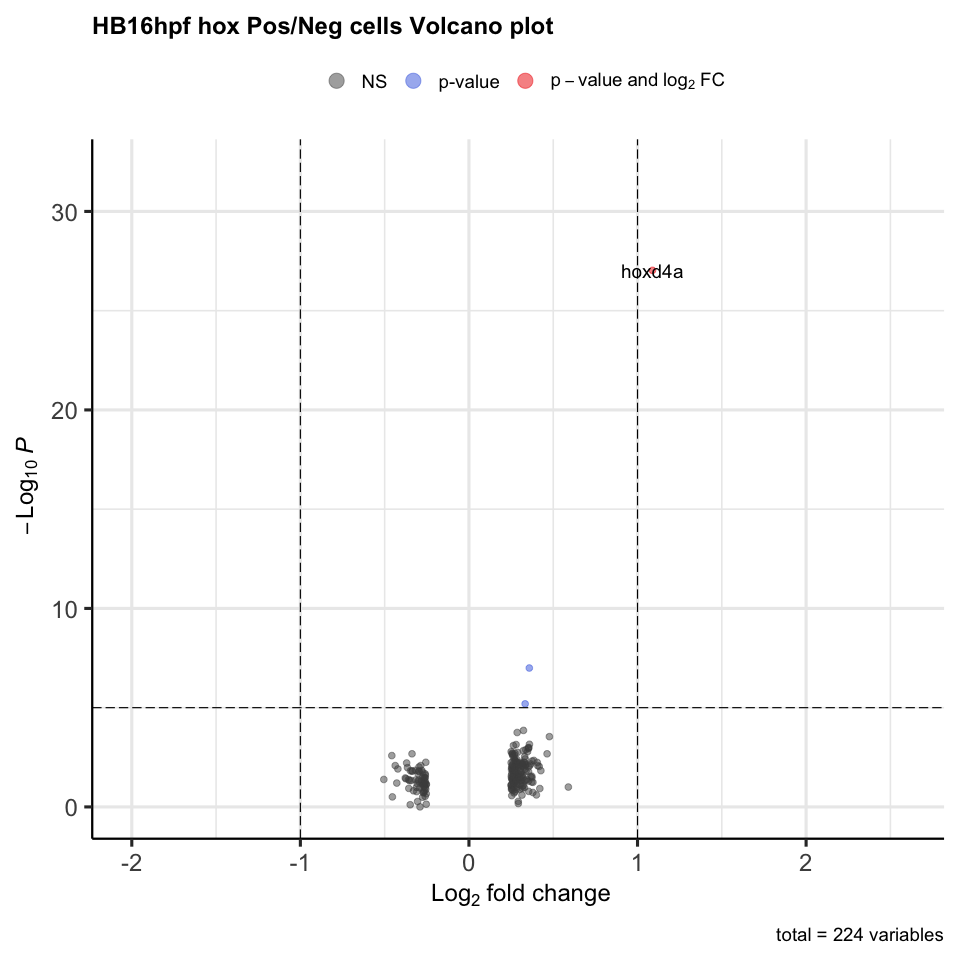 HB16hpf hox Pos/Neg cells Volcano plot
NS p-value p – value and log₂ FC
30
hoxd4a
20
– Log₁₀ P
10
0
-2 -1 0 1 2
Log₂ fold change
total = 224 variables